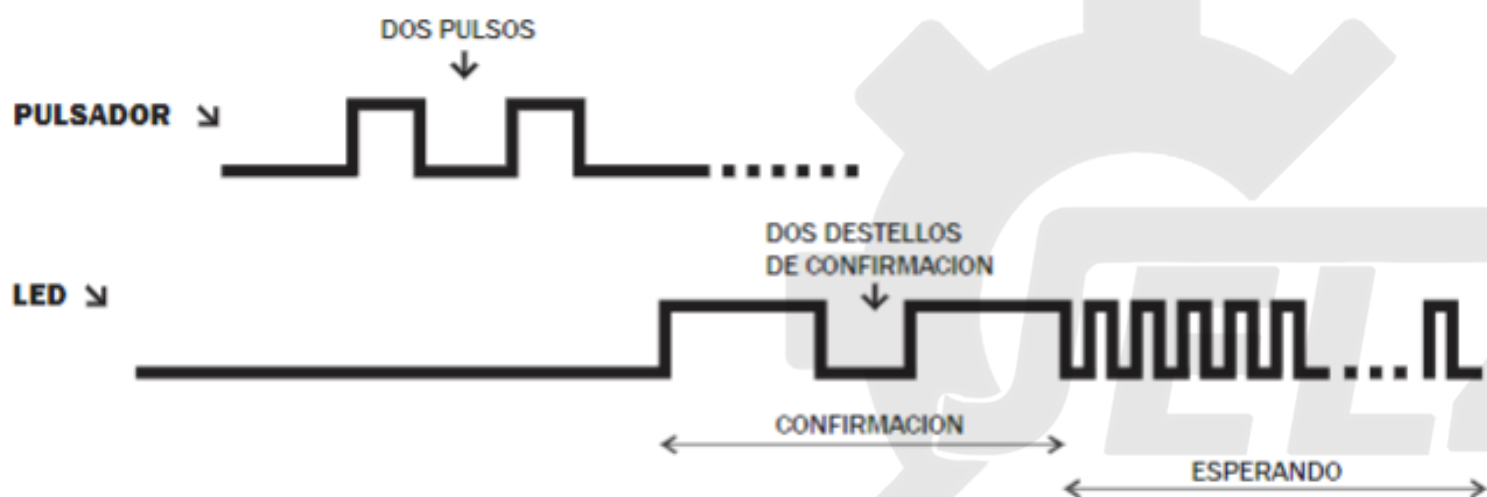 DOS PULSOS
PULSADOR
DOS DESTELLOS
DE CONFIRMACION
LED
CONFIRMACION
ESPERANDO